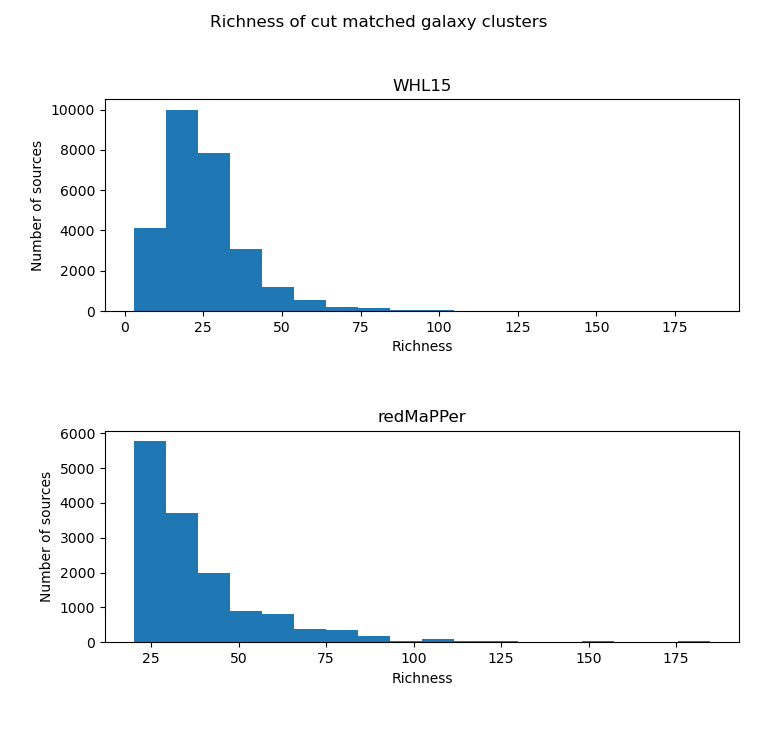 Richness of cut matched galaxy clusters
WHL15
10000
8000
6000
4000
2000
0
Number of sources
0 25 50 75 100 125 150 175
Richness
redMaPPer
6000
5000
4000
3000
2000
1000
0
Number of sources
25 50 75 100 125 150 175
Richness